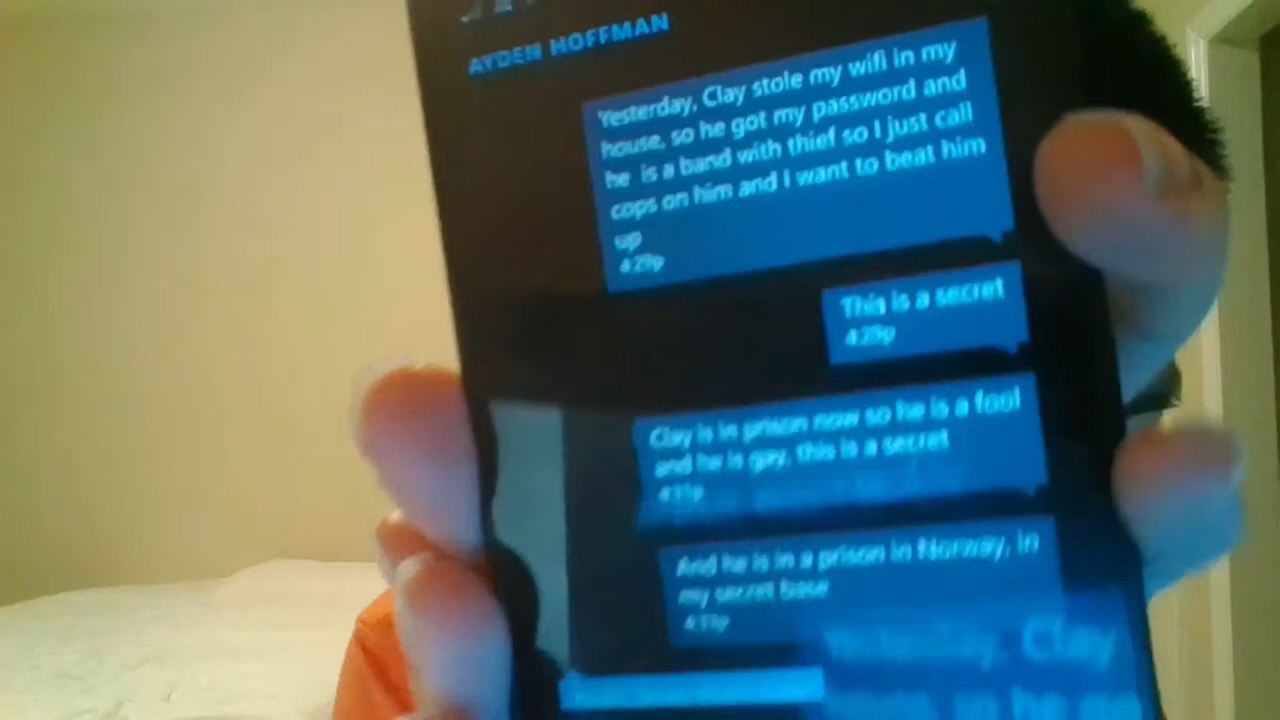 AYDEN HOFFMAN
Yesterday, Clay stole my wifi in my
house, so he got my password and
he is a band with thief so I just call
cops on him and I want to beat him
up
4:29p
This is a secret
4:29p
Clay is in prison now so he is a fool
and he is gay, this is a secret
4:31p
And he is in a prison in Norway, in
my secret base
Yesterday, Clay